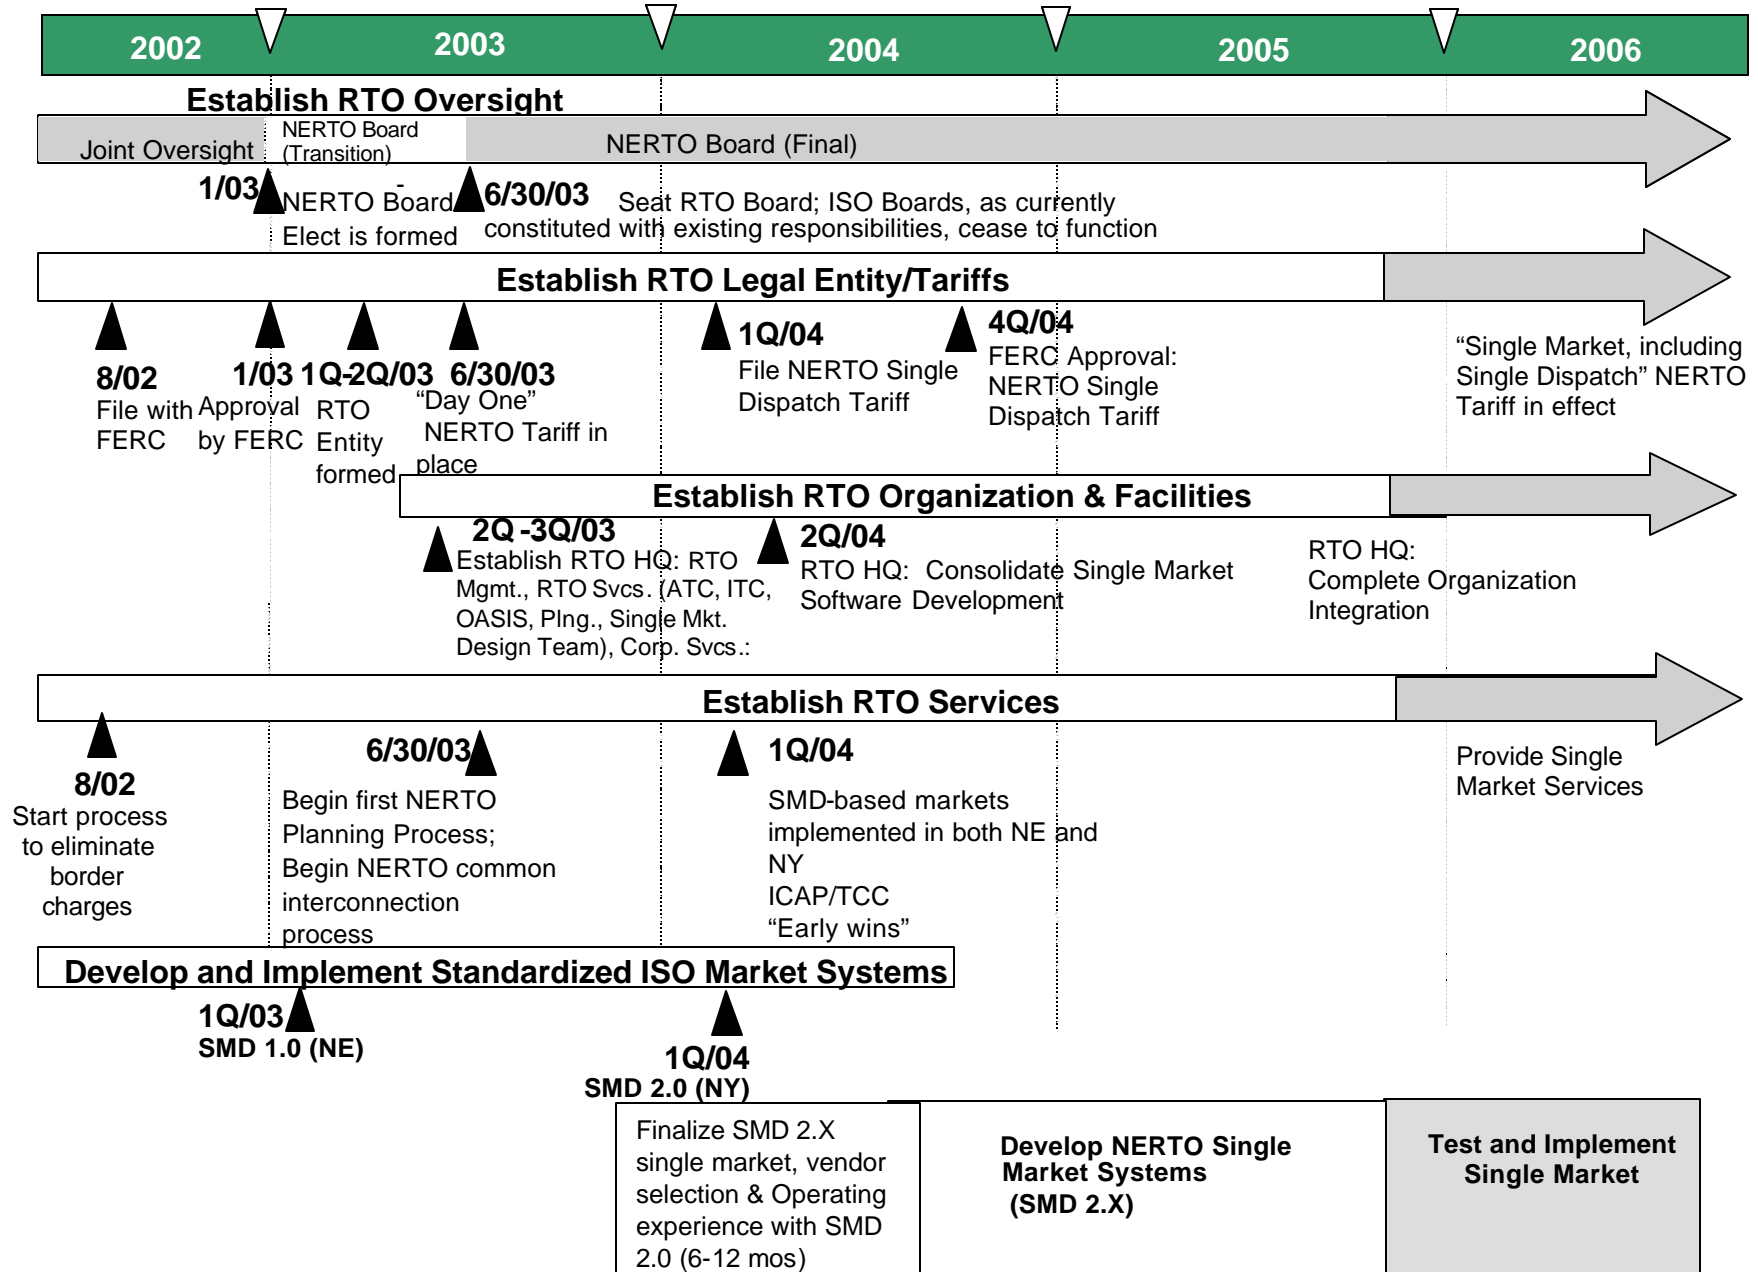 2002 2003 2004 2005 2006
Establish RTO Oversight
Joint Oversight
NERTO Board
(Transition)
NERTO Board (Final)
1/03
-
NERTO Board
Elect is formed
6/30/03 Seat RTO Board; ISO Boards, as currently
constituted with existing responsibilities, cease to function
Establish RTO Legal Entity/Tariffs
8/02
File with
FERC
1/03
Approval
by FERC
1Q-2Q/03
RTO
Entity
formed
6/30/03
“Day One”
NERTO Tariff in
place
1Q/04
File NERTO Single
Dispatch Tariff
4Q/04
FERC Approval:
NERTO Single
Dispatch Tariff
“Single Market, including
Single Dispatch” NERTO
Tariff in effect
Establish RTO Organization & Facilities
2Q-3Q/03
Establish RTO HQ: RTO
Mgmt., RTO Svcs. (ATC, ITC,
OASIS, Plng., Single Mkt.
Design Team), Corp. Svcs.:
2Q/04
RTO HQ: Consolidate Single Market
Software Development
RTO HQ:
Complete Organization
Integration
Establish RTO Services
8/02
Start process
to eliminate
border
charges
6/30/03
Begin first NERTO
Planning Process;
Begin NERTO common
interconnection
process
1Q/04
SMD-based markets
implemented in both NE and
NY
ICAP/TCC
“Early wins”
Provide Single
Market Services
Develop and Implement Standardized ISO Market Systems
1Q/03
SMD 1.0 (NE)
1Q/04
SMD 2.0 (NY)
Finalize SMD 2.X
single market, vendor
selection & Operating
experience with SMD
2.0 (6-12 mos)
Develop NERTO Single
Market Systems
(SMD 2.X)
Test and Implement
Single Market